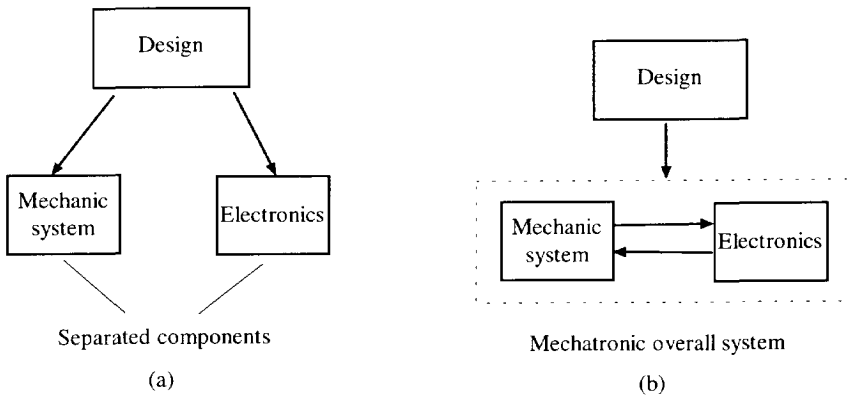 Design
Mechanic
system
Electronics
Separated components
(a)
Design
Mechanic
system
Electronics
Mechatronic overall system
(b)